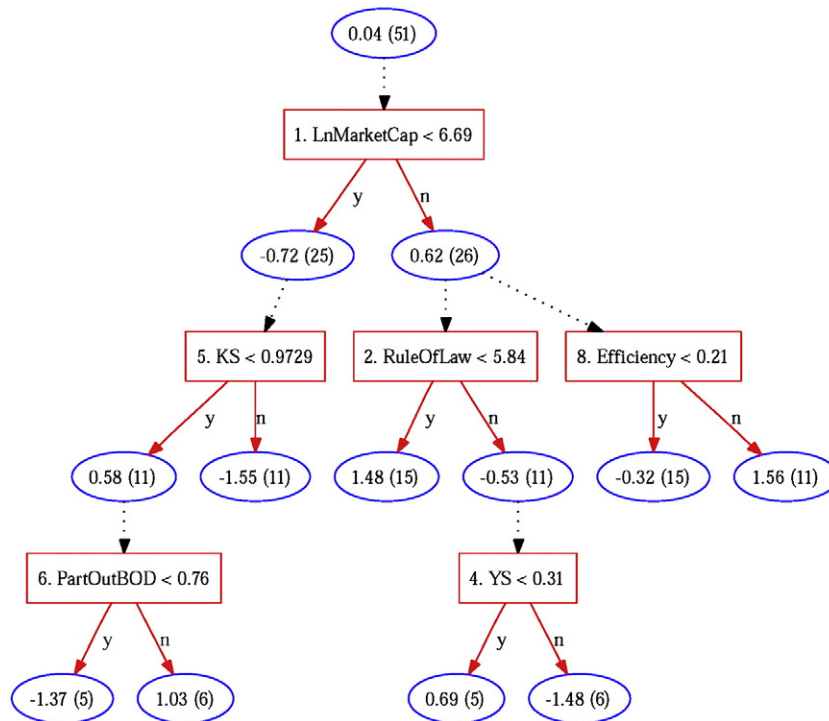 0.04 (51)
1. LnMarketCap < 6.69
y
n
-0.72 (25)
0.62 (26)
5. KS < 0.9729
2. RuleOfLaw < 5.84
8. Efficiency < 0.21
y
n
y
n
y
n
0.58 (11)
-1.55 (11)
1.48 (15)
-0.53 (11)
-0.32 (15)
1.56 (11)
6. PartOutBOD < 0.76
4. YS < 0.31
y
n
y
n
-1.37 (5)
1.03 (6)
0.69 (5)
-1.48 (6)